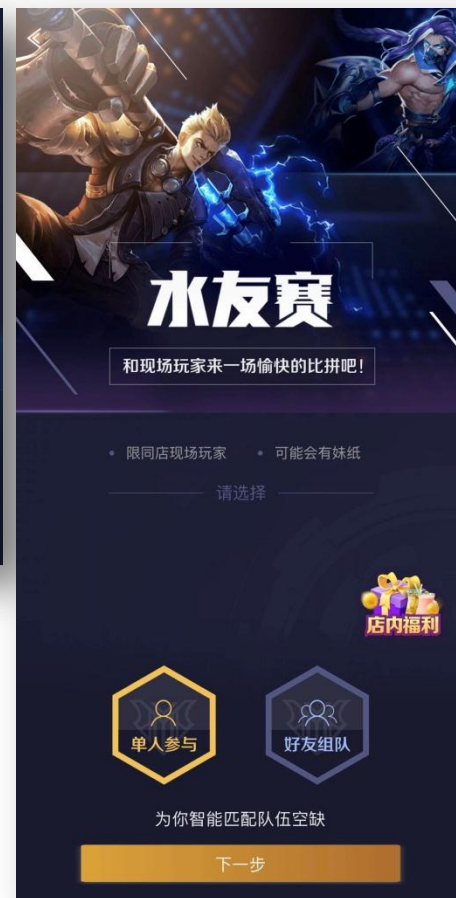 水友赛
和现场玩家来一场愉快的比拼吧!
• 限同店现场玩家 • 可能会有妹纸
请选择
店内福利
单人参与 好友组队
为你智能匹配队伍空缺
下一步